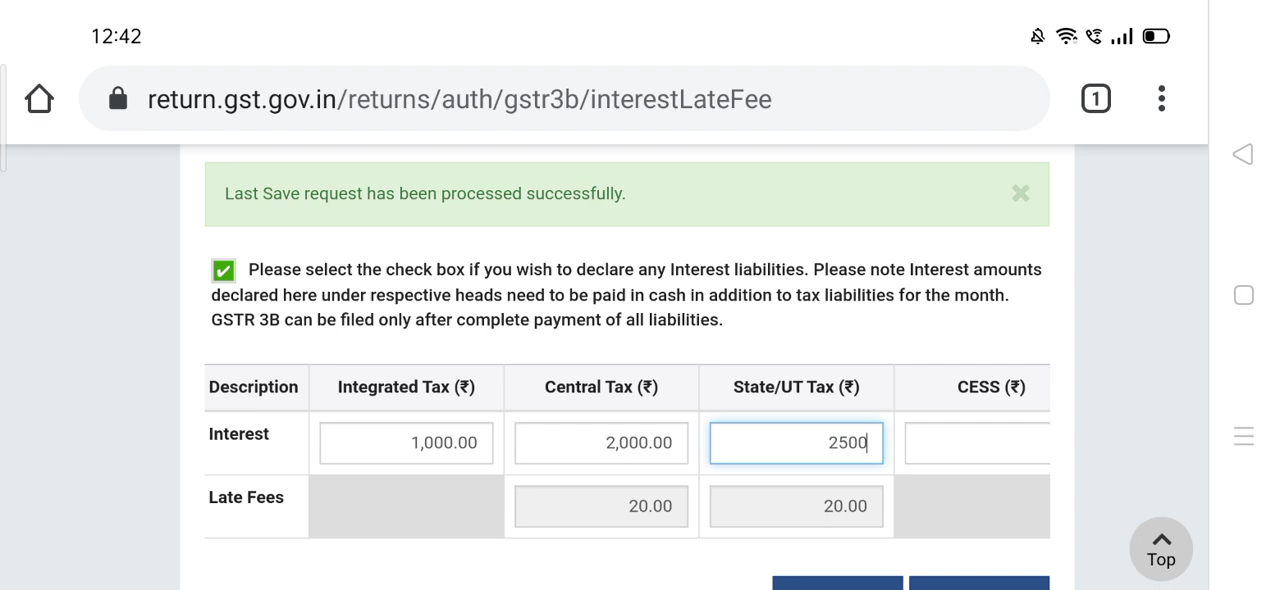 12:42
return.gst.gov.in/returns/auth/gstr3b/interestLateFee
1
Last Save request has been processed successfully.
Please select the check box if you wish to declare any Interest liabilities. Please note Interest amounts
declared here under respective heads need to be paid in cash in addition to tax liabilities for the month.
GSTR 3B can be filed only after complete payment of all liabilities.
Description Integrated Tax (₹) Central Tax (₹) State/UT Tax (₹) CESS (₹)
Interest 1,000.00 2,000.00 2500
Late Fees 20.00 20.00
Top